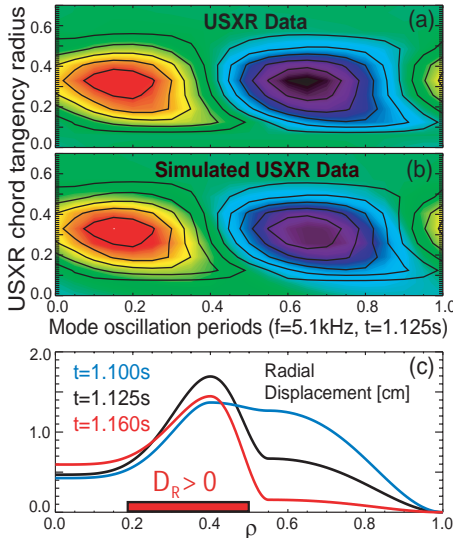 USXR Data (a)
USXR chord tangency radius
0.6
0.4
0.2
0.0
Simulated USXR Data (b)
0.6
0.4
0.2
0.0
0.0 0.2 0.4 0.6 0.8 1.0
Mode oscillation periods (f=5.1kHz, t=1.125s)
2.0
1.0
0.0
(c)
t=1.100s
t=1.125s
t=1.160s
Radial
Displacement [cm]
D_R > 0
0.0 0.2 0.4 ρ 0.6 0.8 1.0